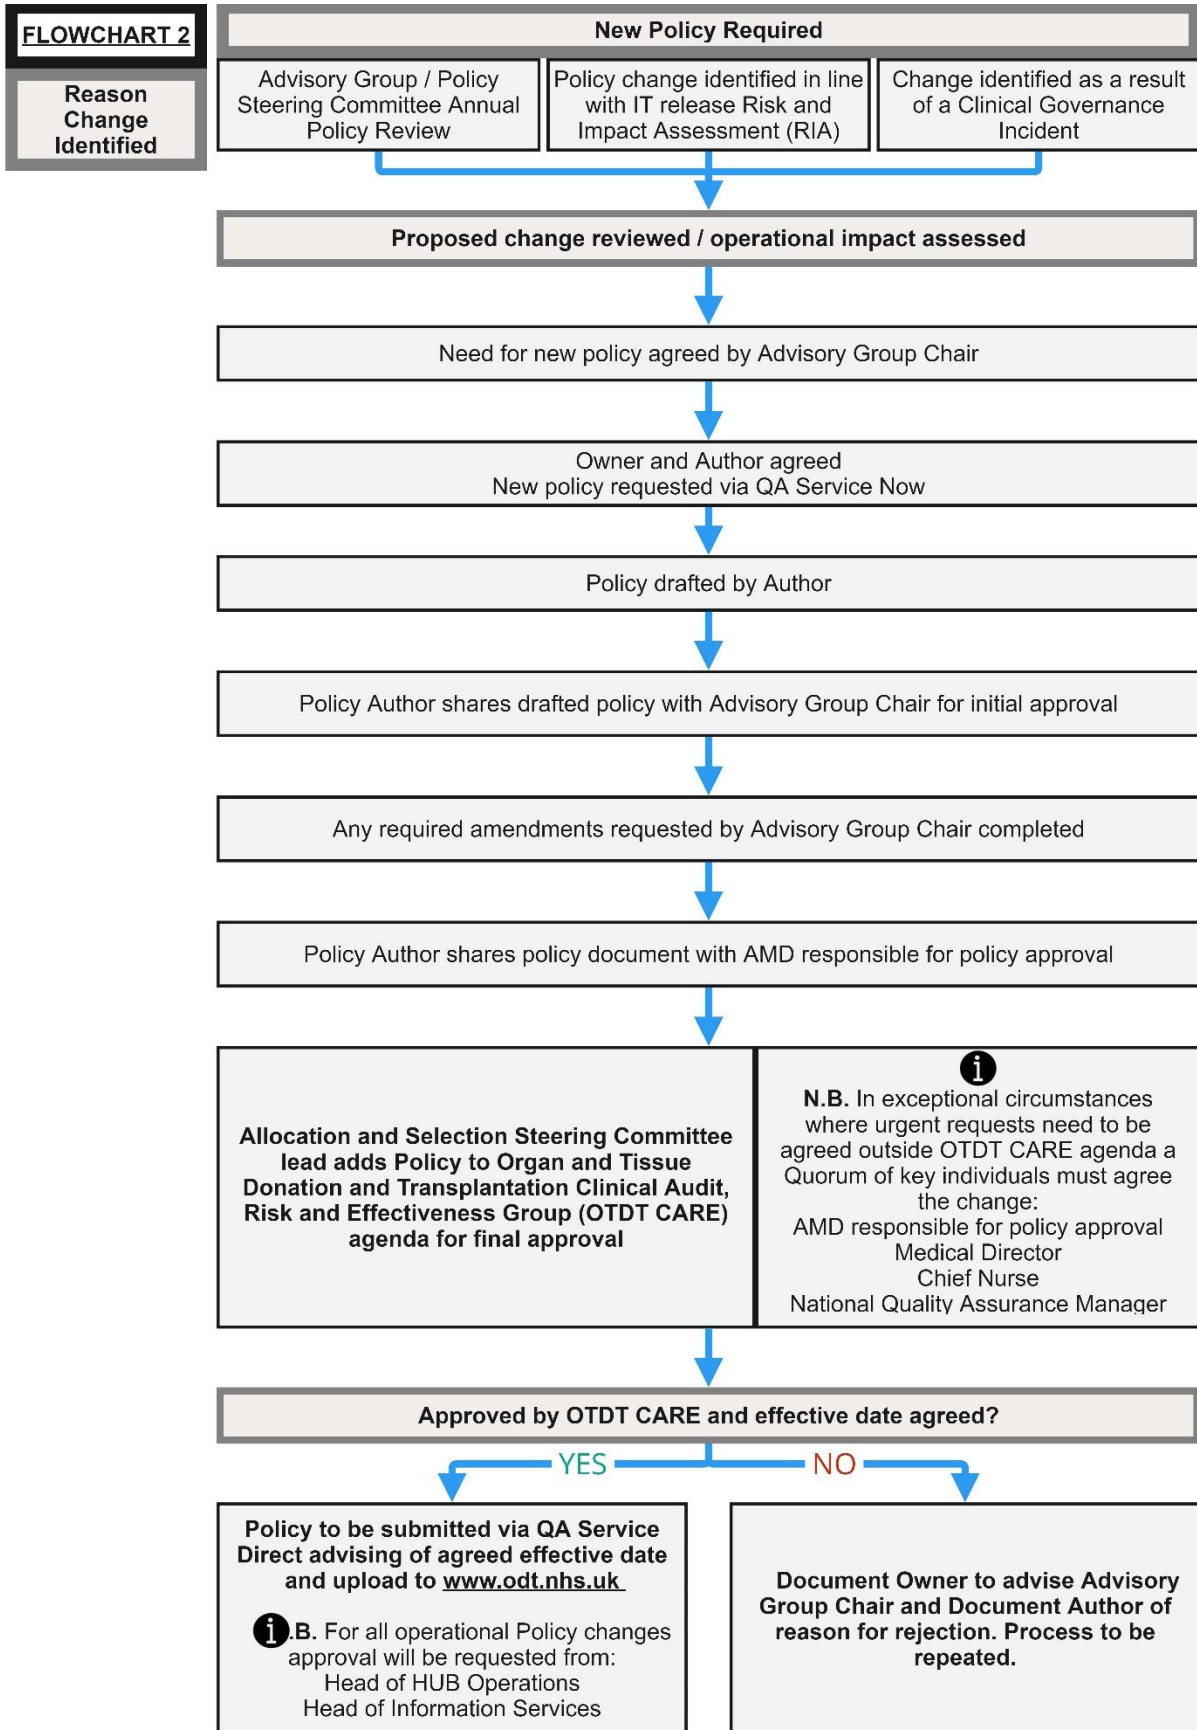 FLOWCHART 2
New Policy Required
Reason
Change
Identified
Advisory Group / Policy
Steering Committee Annual
Policy Review
Policy change identified in line
with IT release Risk and
Impact Assessment (RIA)
Change identified as a result
of a Clinical Governance
Incident
Proposed change reviewed / operational impact assessed
Need for new policy agreed by Advisory Group Chair
Owner and Author agreed
New policy requested via QA Service Now
Policy drafted by Author
Policy Author shares drafted policy with Advisory Group Chair for initial approval
Any required amendments requested by Advisory Group Chair completed
Policy Author shares policy document with AMD responsible for policy approval
Allocation and Selection Steering Committee
lead adds Policy to Organ and Tissue
Donation and Transplantation Clinical Audit,
Risk and Effectiveness Group (OTDT CARE)
agenda for final approval
i
N.B. In exceptional circumstances
where urgent requests need to be
agreed outside OTDT CARE agenda a
Quorum of key individuals must agree
the change:
AMD responsible for policy approval
Medical Director
Chief Nurse
National Quality Assurance Manager
Approved by OTDT CARE and effective date agreed?
YES
NO
Policy to be submitted via QA Service
Direct advising of agreed effective date
and upload to www.odt.nhs.uk
i .B. For all operational Policy changes
approval will be requested from:
Head of HUB Operations
Head of Information Services
Document Owner to advise Advisory
Group Chair and Document Author of
reason for rejection. Process to be
repeated.